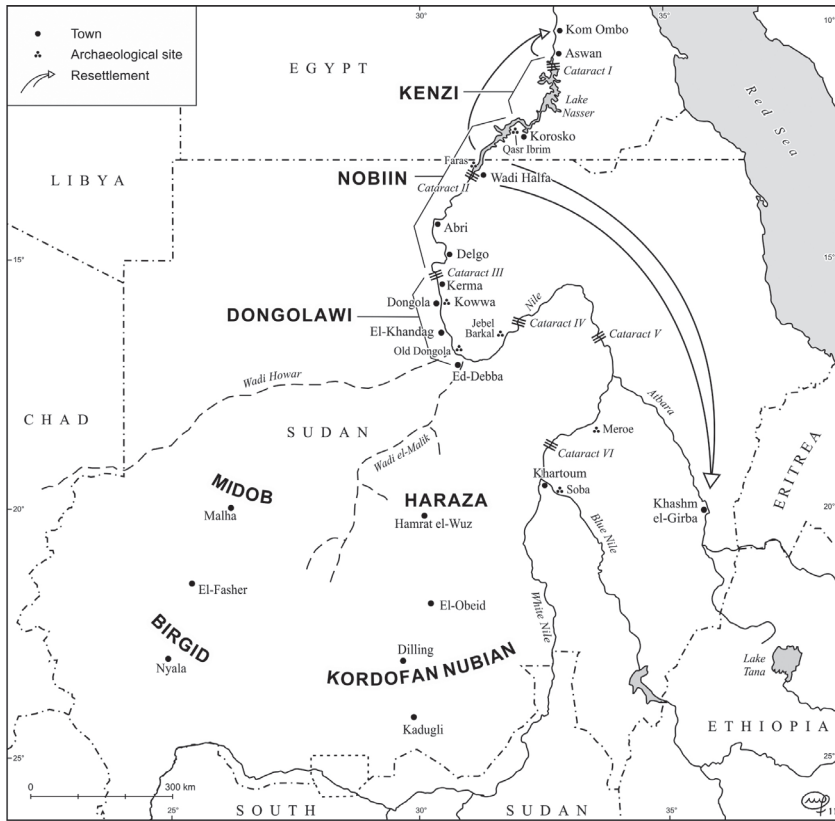 Town
Archaeological site
Resettlement
30°
35°
10°
Kom Ombo
Aswan
Cataract I
EGYPT
KENZI
Lake
Nasser
Red Sea
Korosko
Qasr Ibrim
Faras
LIBYA
NOBIIN
Cataract II
Wadi Halfa
Abri
15°
15°
Delgo
Cataract III
Kerma
Dongola
Kowwa
Nile
DONGOLAWI
El-Khandag
Jebel
Barkal
Cataract IV
Cataract V
Old Dongola
Ed-Debba
Wadi Howar
Atbara
CHAD
SUDAN
Meroe
Wadi el-Malik
Cataract VI
ERITREA
MIDOB
Khartoum
HARAZA
Soba
Malha
Hamrat el-Wuz
Khashm
el-Girba
20°
20°
Blue Nile
El-Fasher
El-Obeid
White Nile
BIRGID
Dilling
Nyala
KORDOFAN NUBIAN
Lake
Tana
Kadugli
ETHIOPIA
25°
25°
0 300 km
25°
30°
35°
SOUTH SUDAN
11